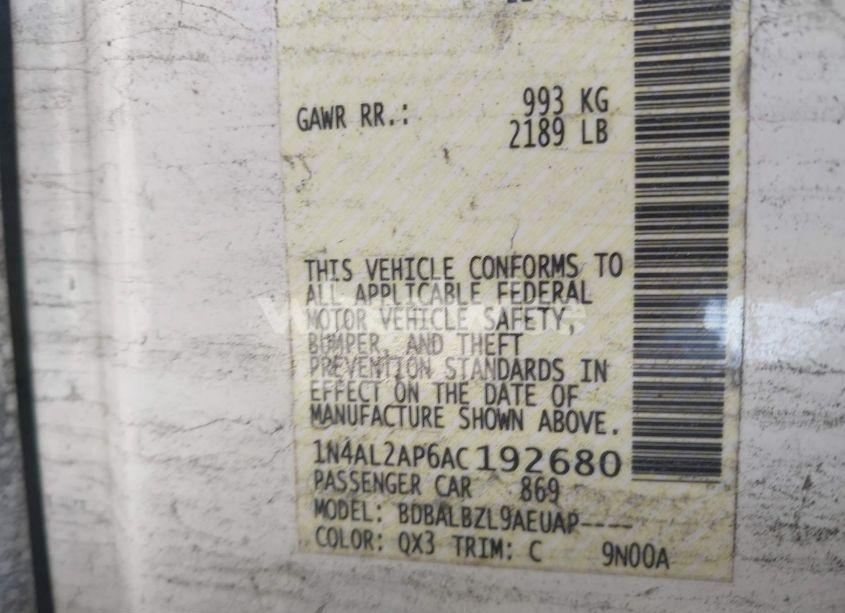 GAWR RR.: 993 KG
2189 LB
THIS VEHICLE CONFORMS TO
ALL APPLICABLE FEDERAL
MOTOR VEHICLE SAFETY,
BUMPER, AND THEFT
PREVENTION STANDARDS IN
EFFECT ON THE DATE OF
MANUFACTURE SHOWN ABOVE.
1N4AL2AP6AC192680
PASSENGER CAR 869
MODEL: BDBALBZL9AEUAP----
COLOR: QX3 TRIM: C 9N00A